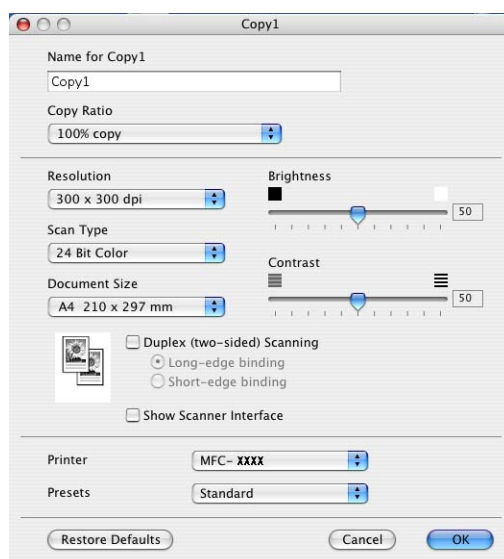 Copy1
Name for Copy1
Copy1
Copy Ratio
100% copy
Resolution
300 x 300 dpi
Brightness
50
Scan Type
24 Bit Color
Contrast
50
Document Size
A4 210 x 297 mm
Duplex (two-sided) Scanning
Long-edge binding
Short-edge binding
Show Scanner Interface
Printer MFC- XXXX
Presets Standard
Restore Defaults Cancel OK